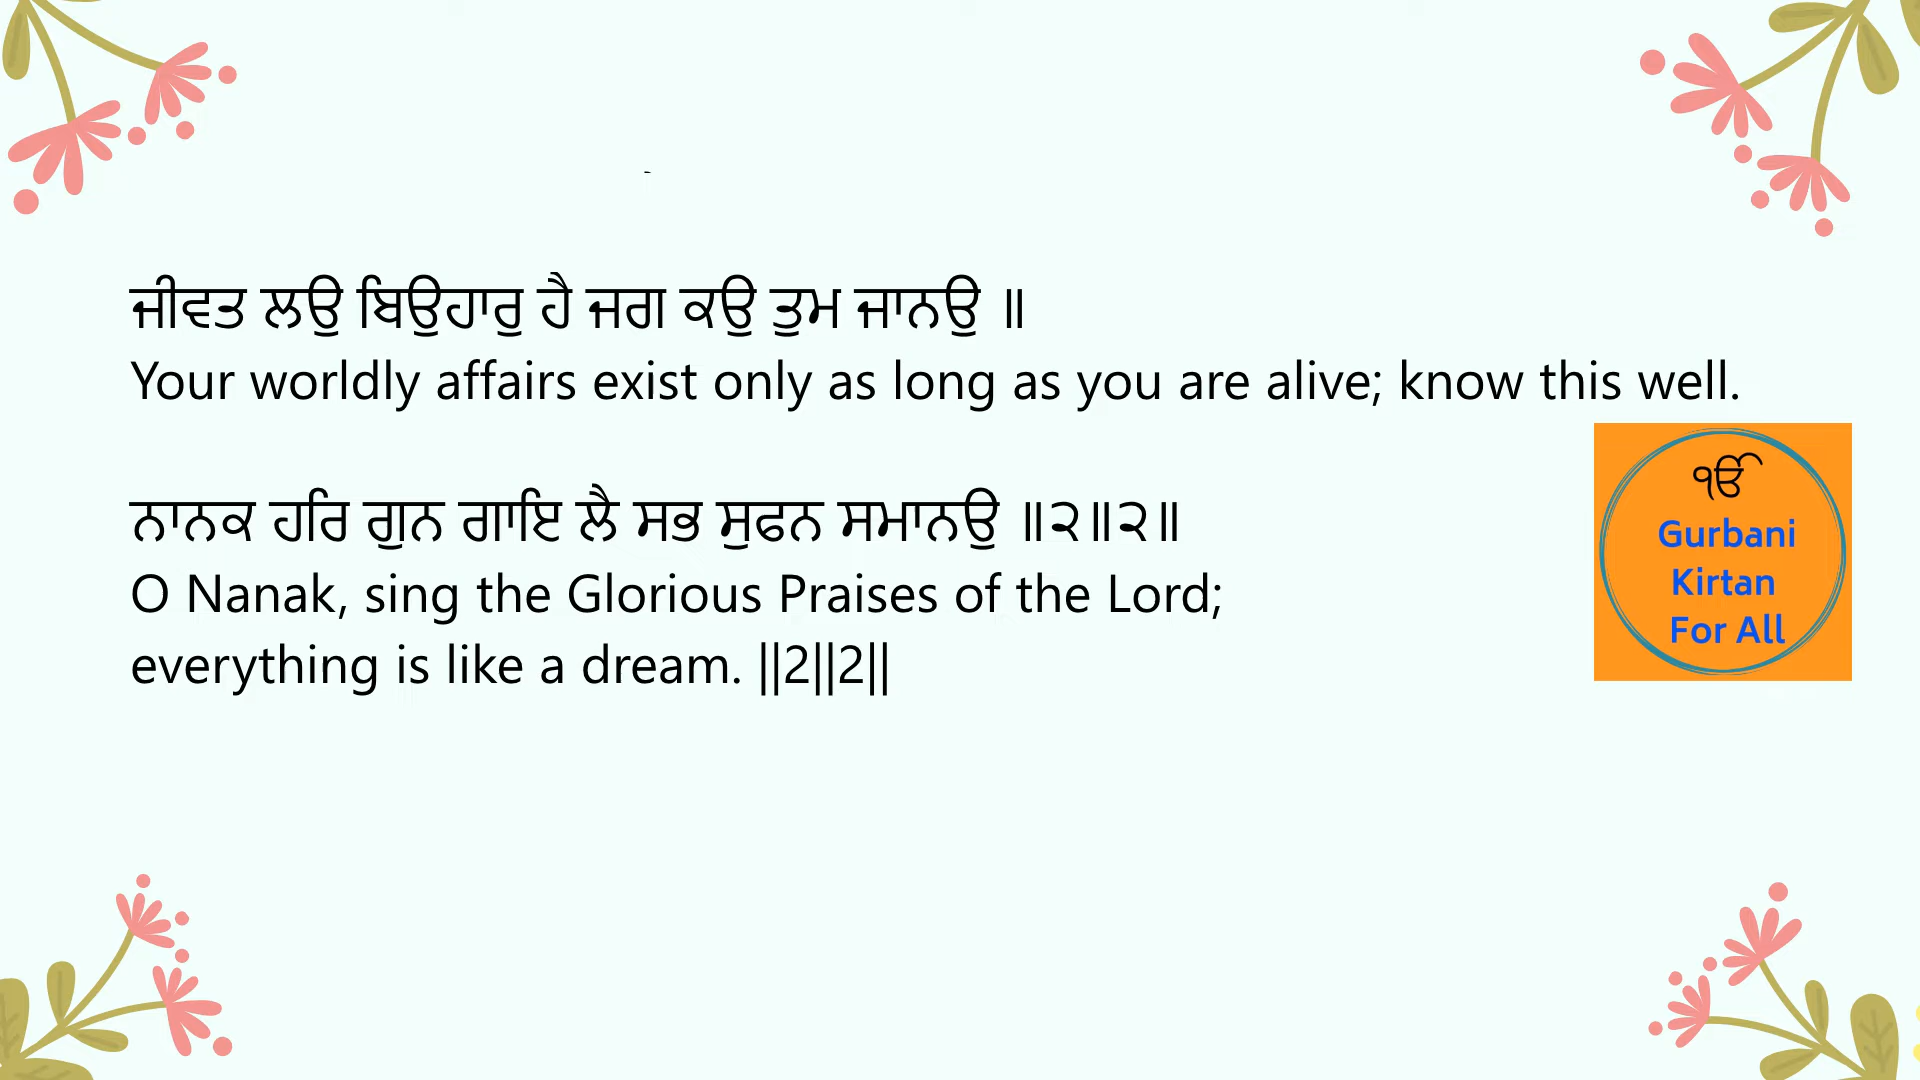 ਜੀਵਤ ਲਉ ਬਿਉਹਾਰੁ ਹੈ ਜਗ ਕਉ ਤੁਮ ਜਾਨਉ ॥
Your worldly affairs exist only as long as you are alive; know this well.
ਨਾਨਕ ਹਰਿ ਗੁਨ ਗਾਇ ਲੈ ਸਭ ਸੁਫਨ ਸਮਾਨਉ ॥੨॥੨॥
O Nanak, sing the Glorious Praises of the Lord;
everything is like a dream. ||2||2||
ੴ
Gurbani
Kirtan
For All